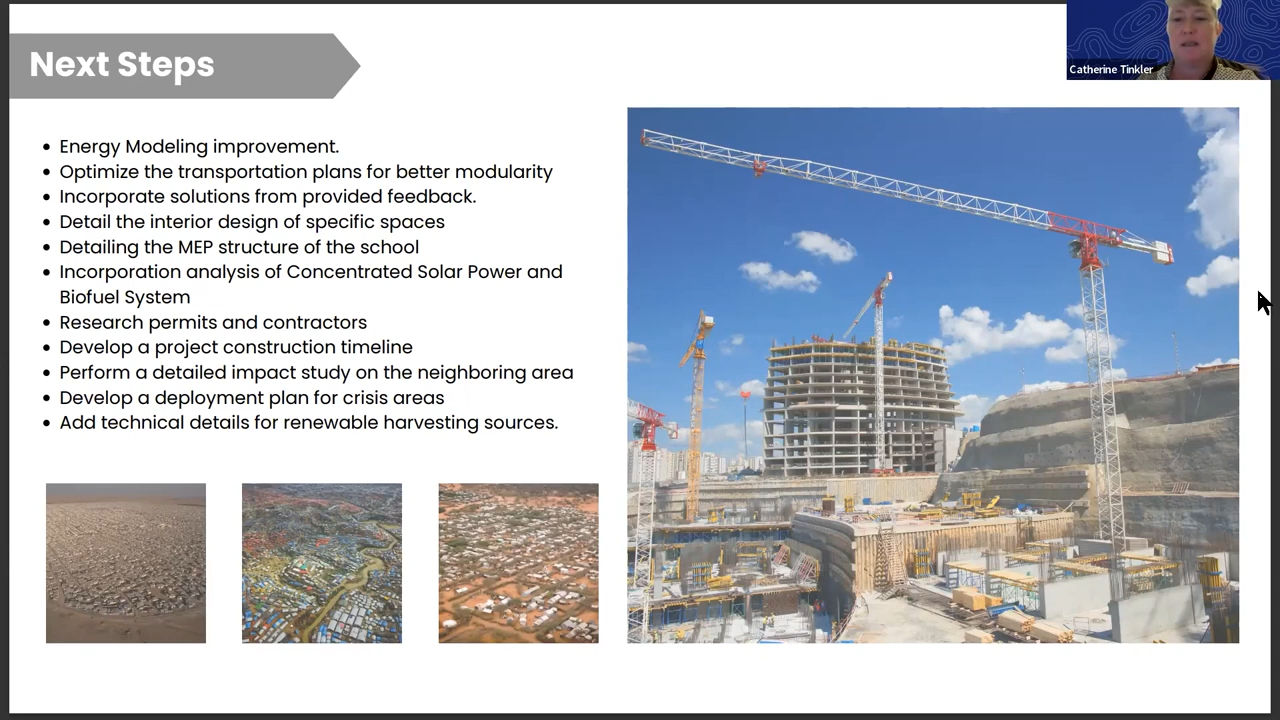 Next Steps
Catherine Tinkler
Energy Modeling improvement.
Optimize the transportation plans for better modularity
Incorporate solutions from provided feedback.
Detail the interior design of specific spaces
Detailing the MEP structure of the school
Incorporation analysis of Concentrated Solar Power and
Biofuel System
Research permits and contractors
Develop a project construction timeline
Perform a detailed impact study on the neighboring area
Develop a deployment plan for crisis areas
Add technical details for renewable harvesting sources.